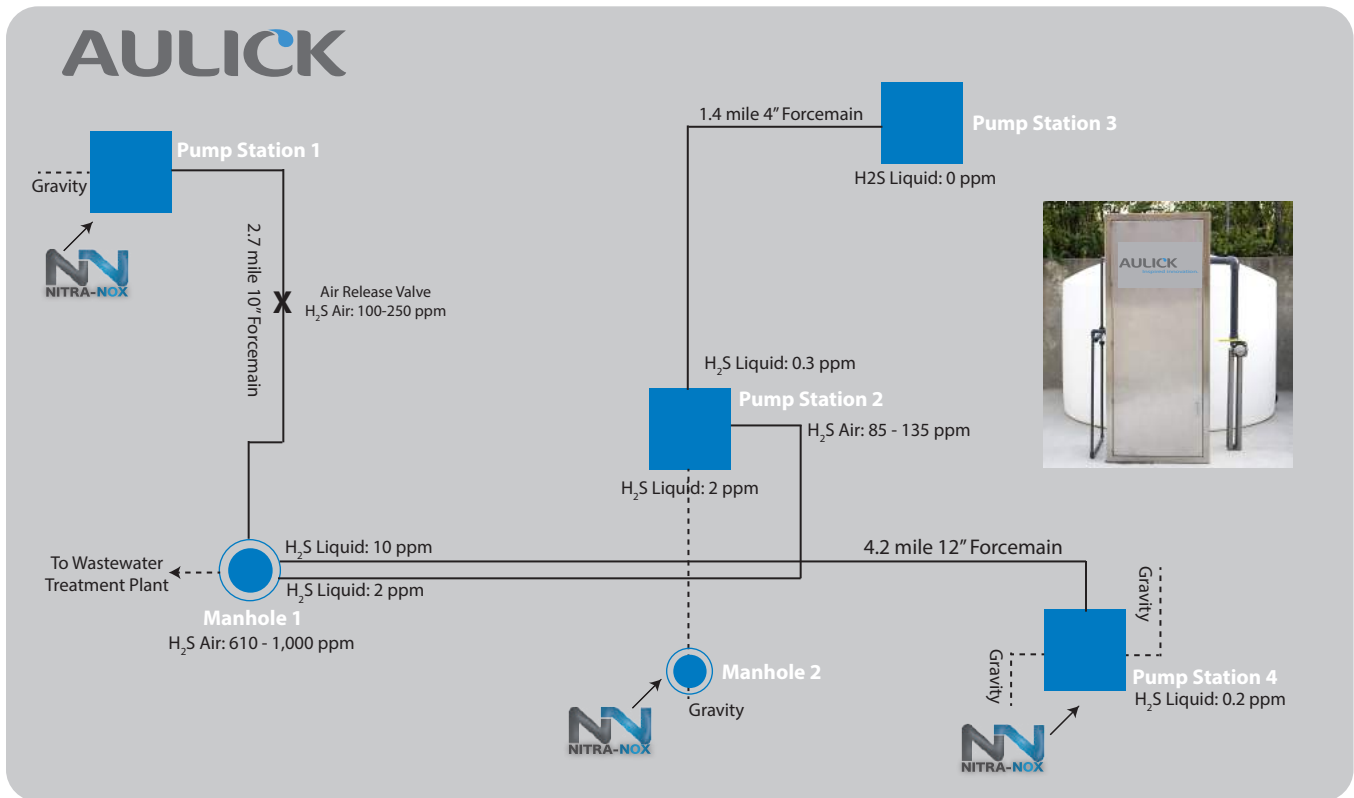 AULICK
Pump Station 1
Gravity
NITRA-NOX
2.7 mile 10" Forcemain
Air Release Valve
H₂S Air: 100-250 ppm
1.4 mile 4” Forcemain
Pump Station 3
H2S Liquid: 0 ppm
AULICK
H₂S Liquid: 0.3 ppm
Pump Station 2
H₂S Air: 85 - 135 ppm
H₂S Liquid: 2 ppm
H₂S Liquid: 10 ppm
4.2 mile 12” Forcemain
To Wastewater
Treatment Plant
H₂S Liquid: 2 ppm
Manhole 1
H₂S Air: 610 - 1,000 ppm
Manhole 2
Gravity
NITRA-NOX
Gravity
Gravity
Pump Station 4
H₂S Liquid: 0.2 ppm
NITRA-NOX